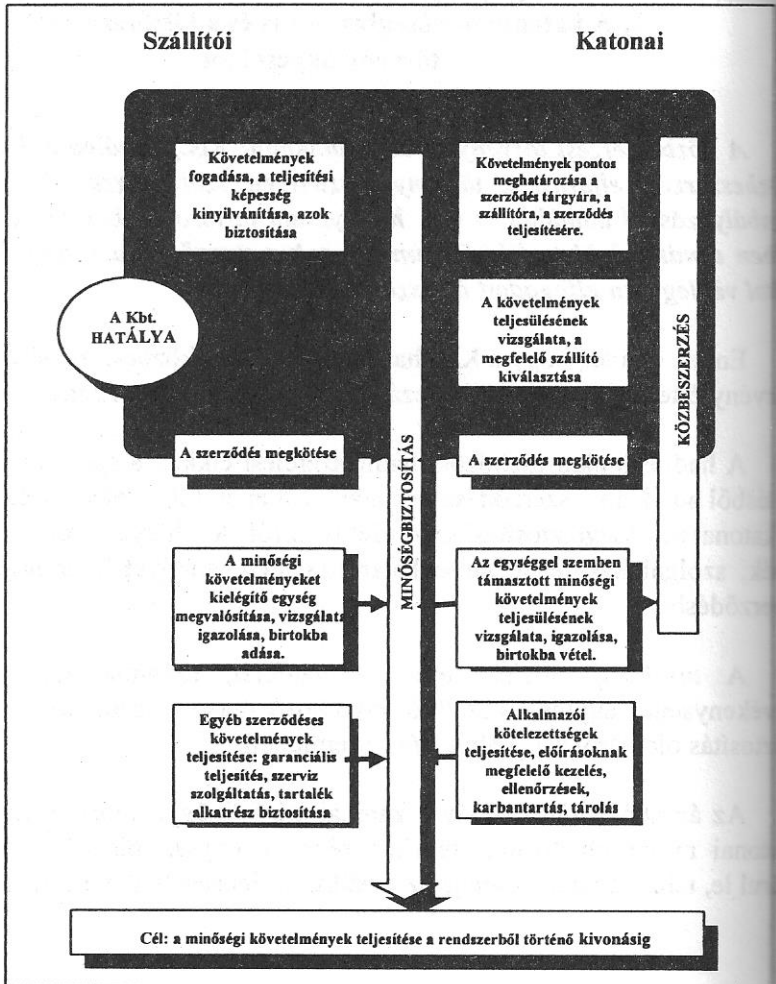 Szállítói
Katonai
Követelmények
fogadása, a teljesítési
képesség
kinyilvánítása, azok
biztosítása
Követelmények pontos
meghatározása a
szerződés tárgyára, a
szállítóra, a szerződés
teljesítésére.
A Kbt.
HATÁLYA
A követelmények
teljesülésének
vizsgálata, a
megfelelő szállító
kiválasztása
KÖZBESZERZÉS
MINŐSÉGBIZTOSÍTÁS
A szerződés megkötése
A szerződés megkötése
A minőségi
követelményeket
kielégítő egység
megvalósítása, vizsgálata
igazolása, birtokba
adása.
Az egységgel szemben
támasztott minőségi
követelmények
teljesülésének
vizsgálata, igazolása,
birtokba vétel.
Egyéb szerződéses
követelmények
teljesítése: garanciális
teljesítés, szerviz
szolgáltatás, tartalék
alkatrész biztosítása
Alkalmazói
kötelezettségek
teljesítése, előírásoknak
megfelelő kezelés,
ellenőrzések,
karbantartás, tárolás
Cél: a minőségi követelmények teljesítése a rendszerből történő kivonásig